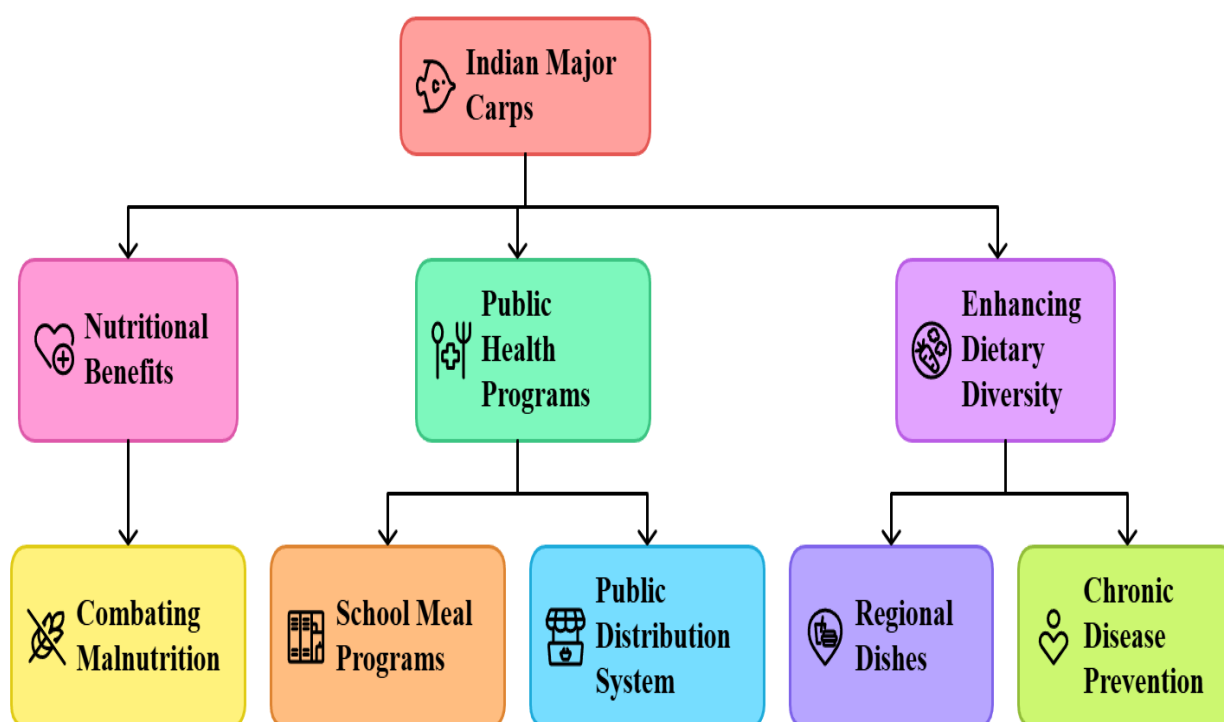 Indian Major
Carps
Nutritional
Benefits
Public
Health
Programs
Enhancing
Dietary
Diversity
Combating
Malnutrition
School Meal
Programs
Public
Distribution
System
Regional
Dishes
Chronic
Disease
Prevention